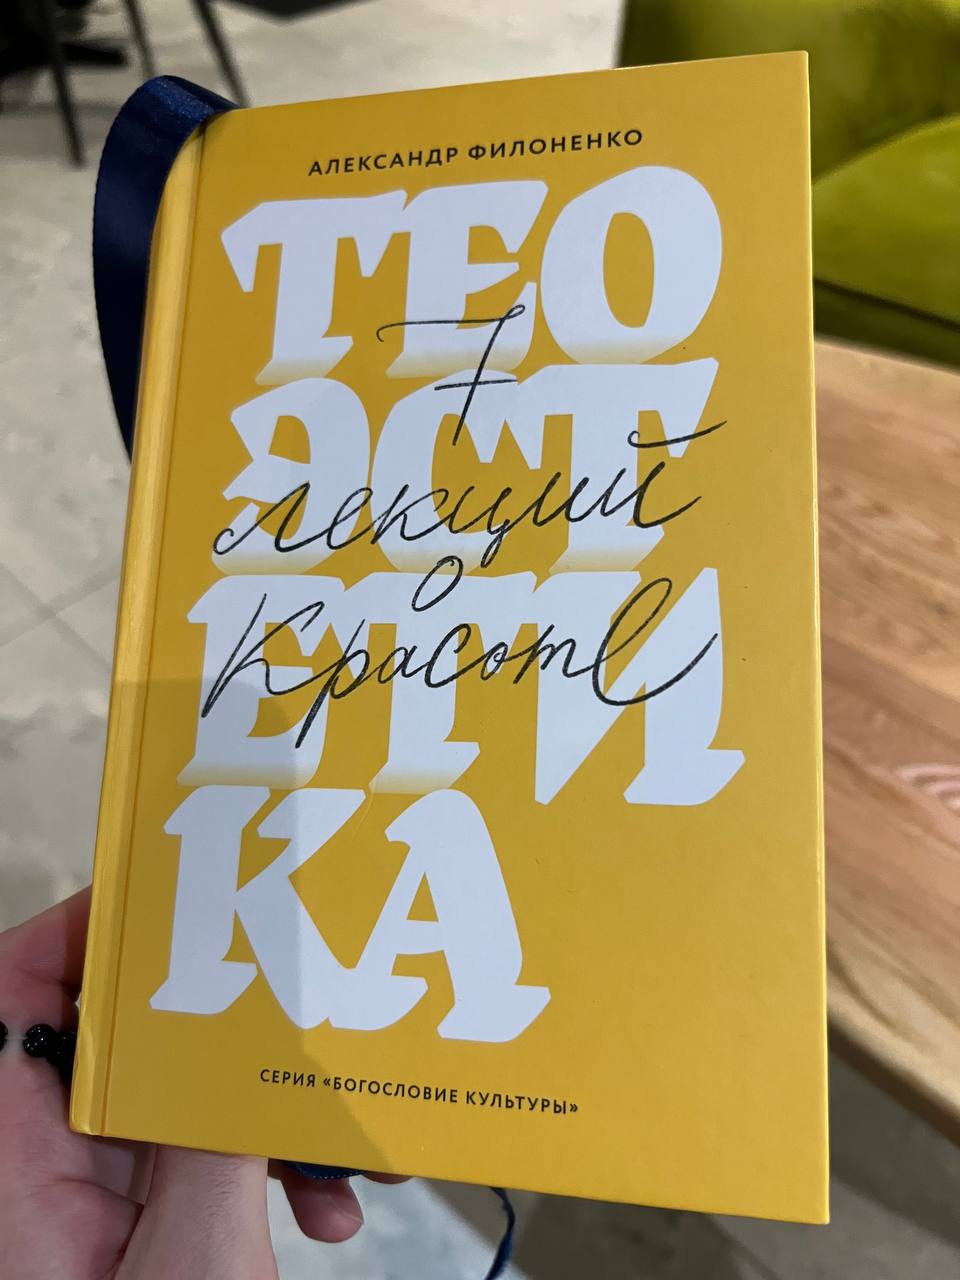 АЛЕКСАНДР ФИЛОНЕНКО
ТЕО
ЭСТ
ЕТИ
КА
7
лекций
о
Красоте
СЕРИЯ «БОГОСЛОВИЕ КУЛЬТУРЫ»